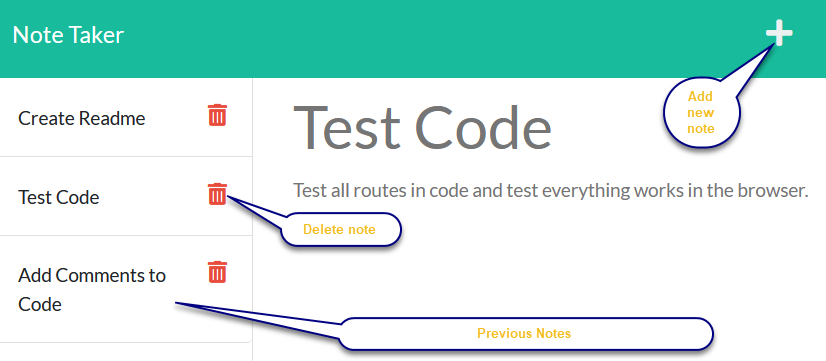 Note Taker
Add
new
note
Create Readme
Test Code
Test all routes in code and test everything works in the browser.
Test Code
Delete note
Add Comments to
Code
Previous Notes